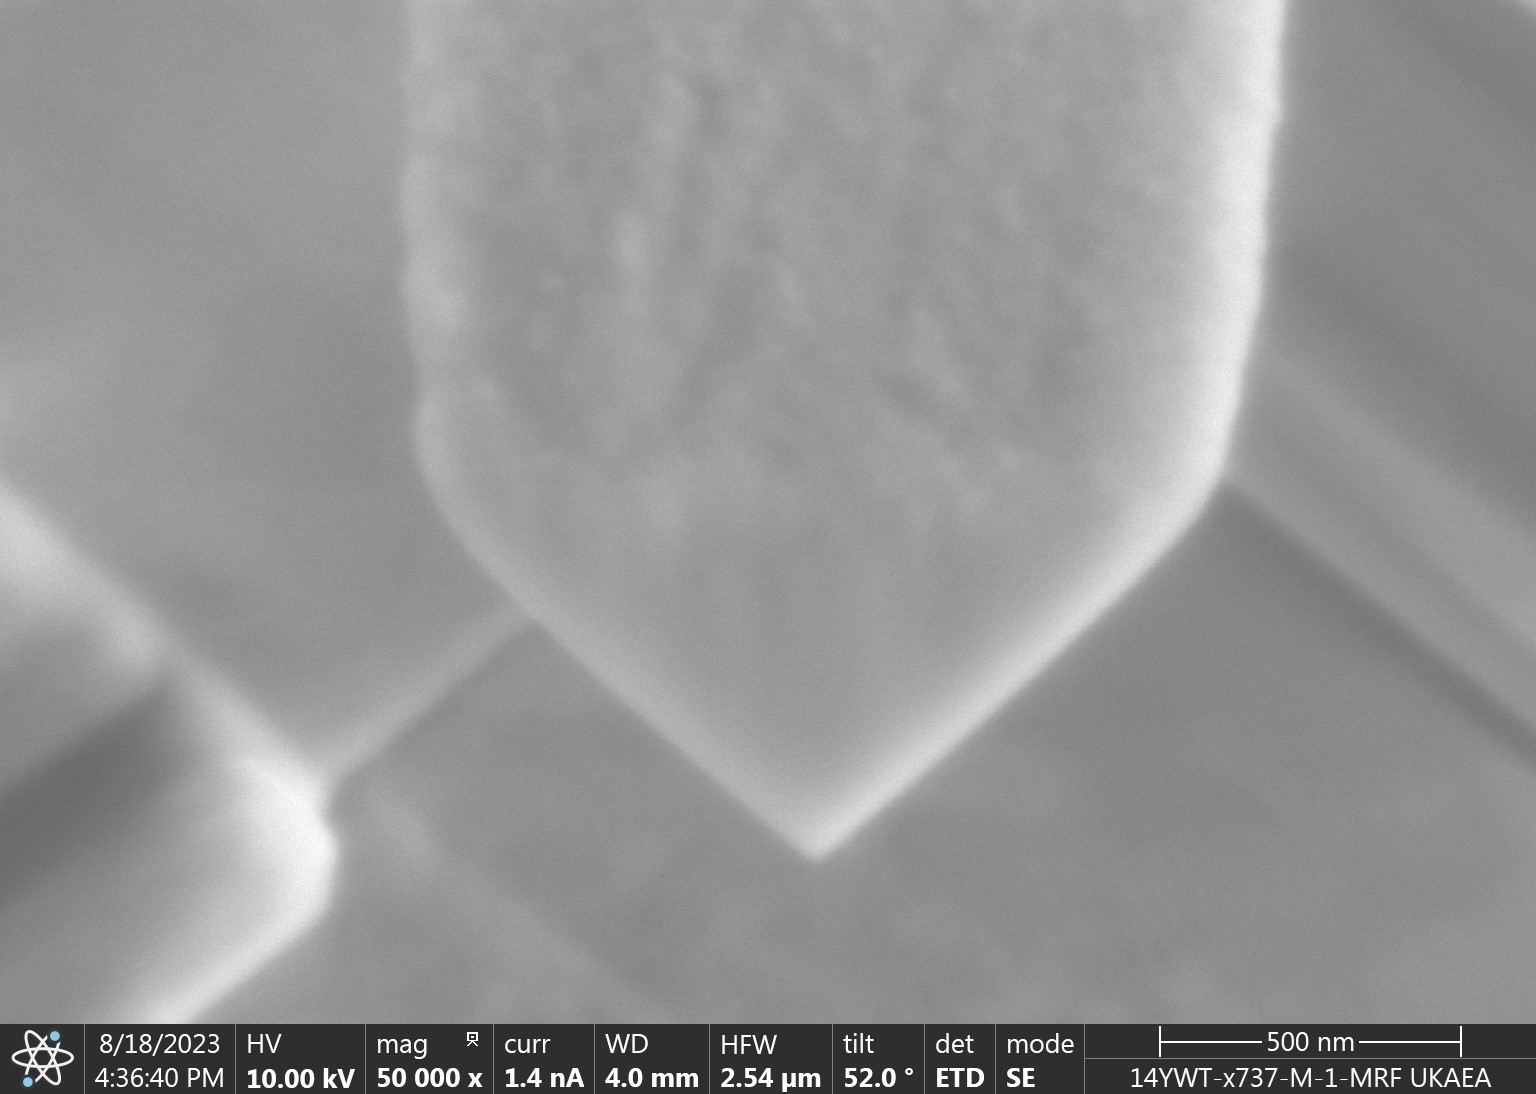 8/18/2023
4:36:40 PM
HV
10.00 kV
mag
50 000 x
curr
1.4 nA
WD
4.0 mm
HFW
2.54 µm
tilt
52.0 °
det
ETD
mode
SE
500 nm
14YWT-x737-M-1-MRF UKAEA